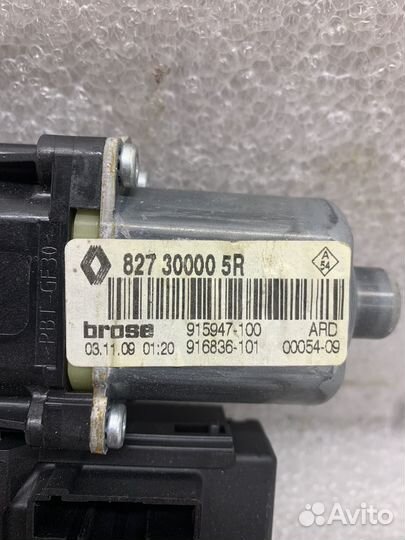 827 30000 5R
A
54
brose
915947-100
ARD
03.11.09 01:20
916836-101
00054-09
PBT-GF30
Avito